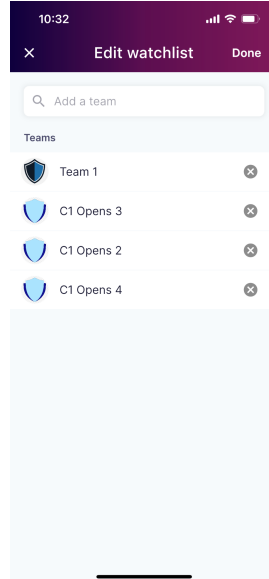 10:32
Edit watchlist
Done
Add a team
Teams
Team 1
C1 Opens 3
C1 Opens 2
C1 Opens 4